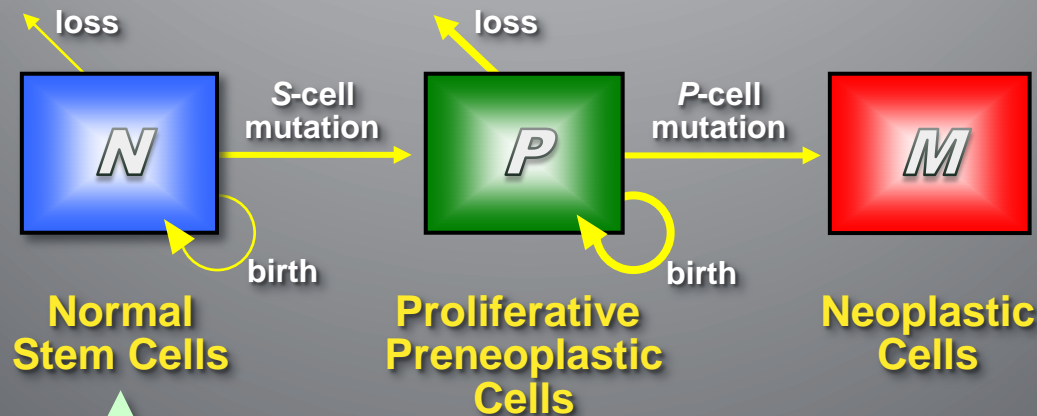 loss
loss
S-cell
mutation
P-cell
mutation
N
P
M
birth
birth
Normal
Stem Cells
Proliferative
Preneoplastic
Cells
Neoplastic
Cells